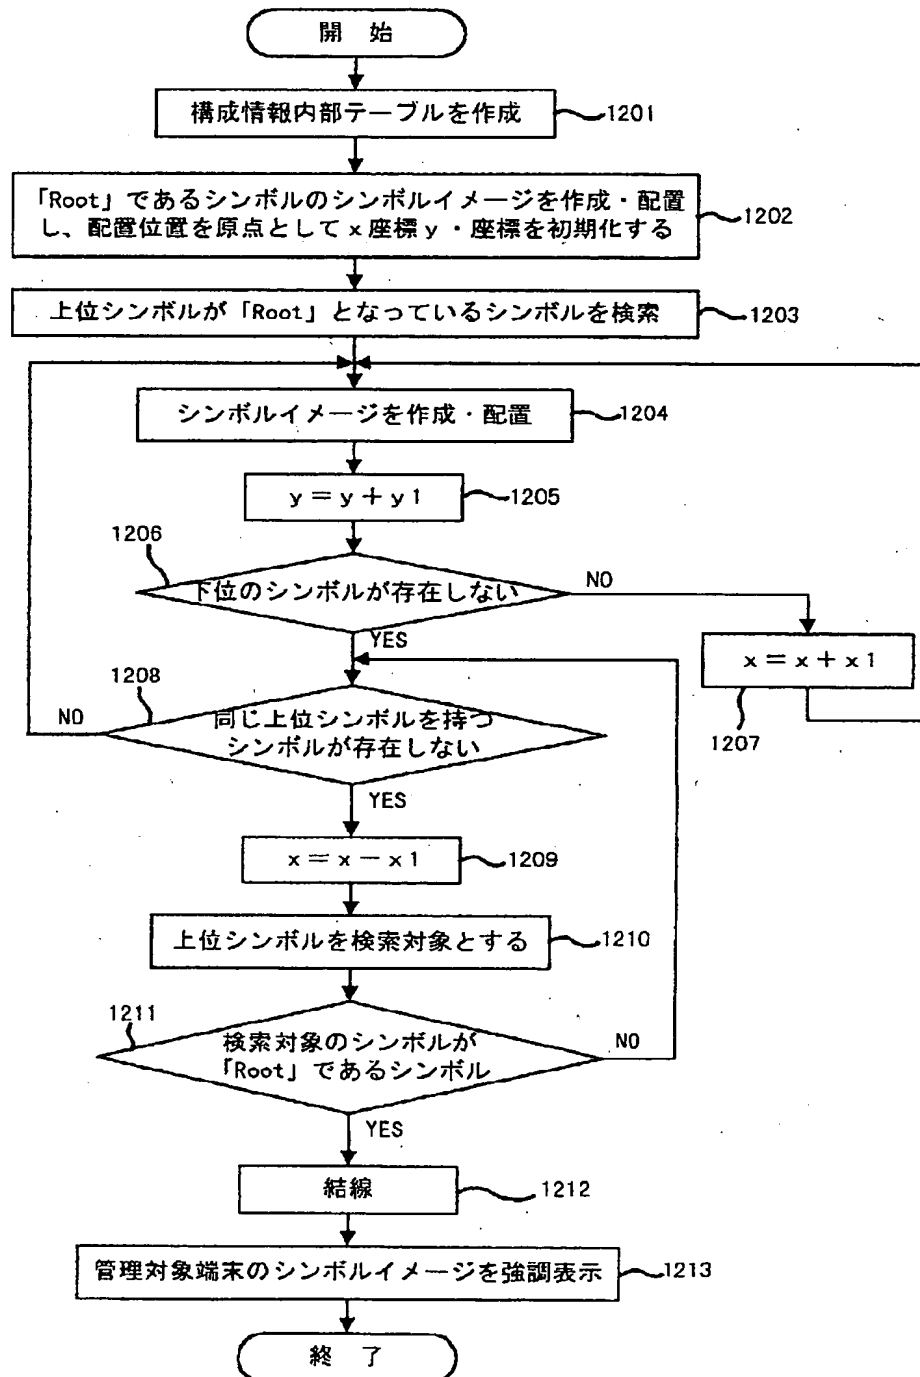 開 始
構成情報内部テーブルを作成
1201
「Root」であるシンボルのシンボルイメージを作成・配置
し、配置位置を原点としてx座標y・座標を初期化する
1202
上位シンボルが「Root」となっているシンボルを検索
1203
シンボルイメージを作成・配置
1204
y=y+y1
1205
1206
下位のシンボルが存在しない
NO
YES
x=x+x1
1207
1208
同じ上位シンボルを持つ
シンボルが存在しない
NO
YES
x=x-x1
1209
上位シンボルを検索対象とする
1210
1211
検索対象のシンボルが
「Root」であるシンボル
NO
YES
結線
1212
管理対象端末のシンボルイメージを強調表示
1213
終 了